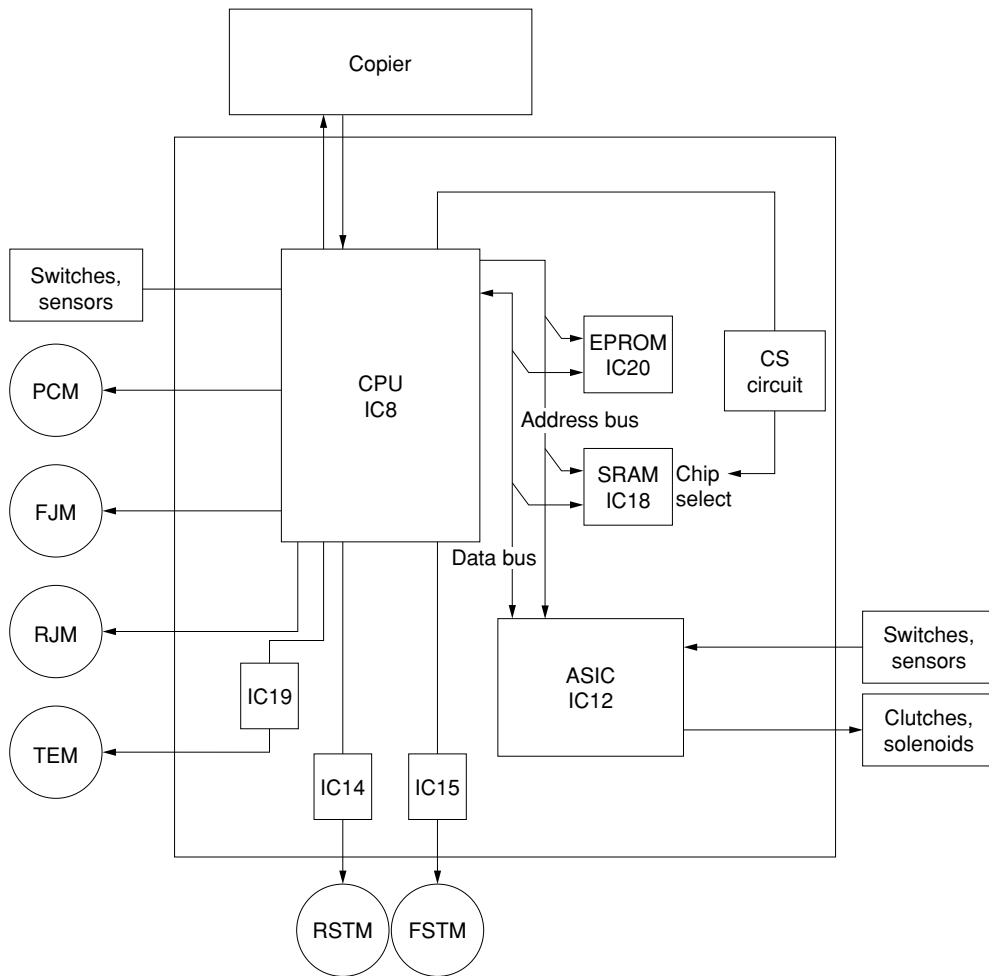 Copier
Switches,
sensors
EPROM
IC20
CS
circuit
CPU
IC8
PCM
Address bus
SRAM
IC18
Chip
select
FJM
Data bus
RJM
Switches,
sensors
ASIC
IC12
IC19
Clutches,
solenoids
TEM
IC14
IC15
RSTM
FSTM